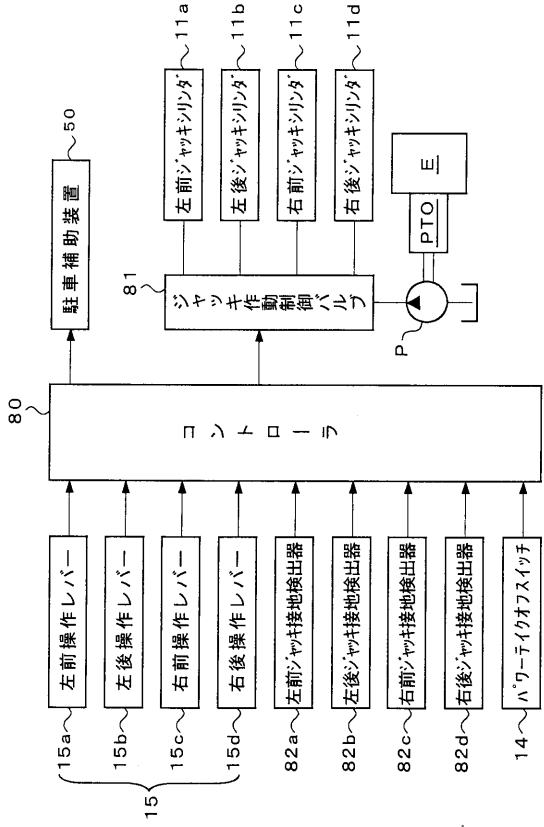 15
15a
左前操作レバー
15b
左後操作レバー
15c
右前操作レバー
15d
右後操作レバー
82a
左前ジャッキ接地検出器
82b
左後ジャッキ接地検出器
82c
右前ジャッキ接地検出器
82d
右後ジャッキ接地検出器
14
パワーテイクオフスイッチ
80
コントローラ
駐車補助装置
50
81
ジャッキ作動制御バルブ
左前ジャッキシリンダ
11a
左後ジャッキシリンダ
11b
右前ジャッキシリンダ
11c
右後ジャッキシリンダ
11d
P
PTO
E